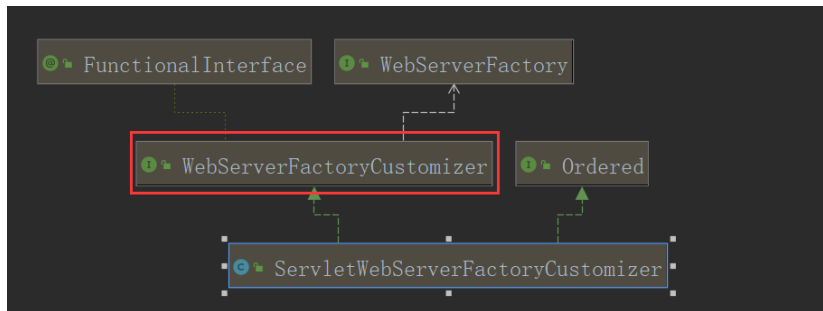 FunctionalInterface
WebServerFactory
WebServerFactoryCustomizer
Ordered
ServletWebServerFactoryCustomizer